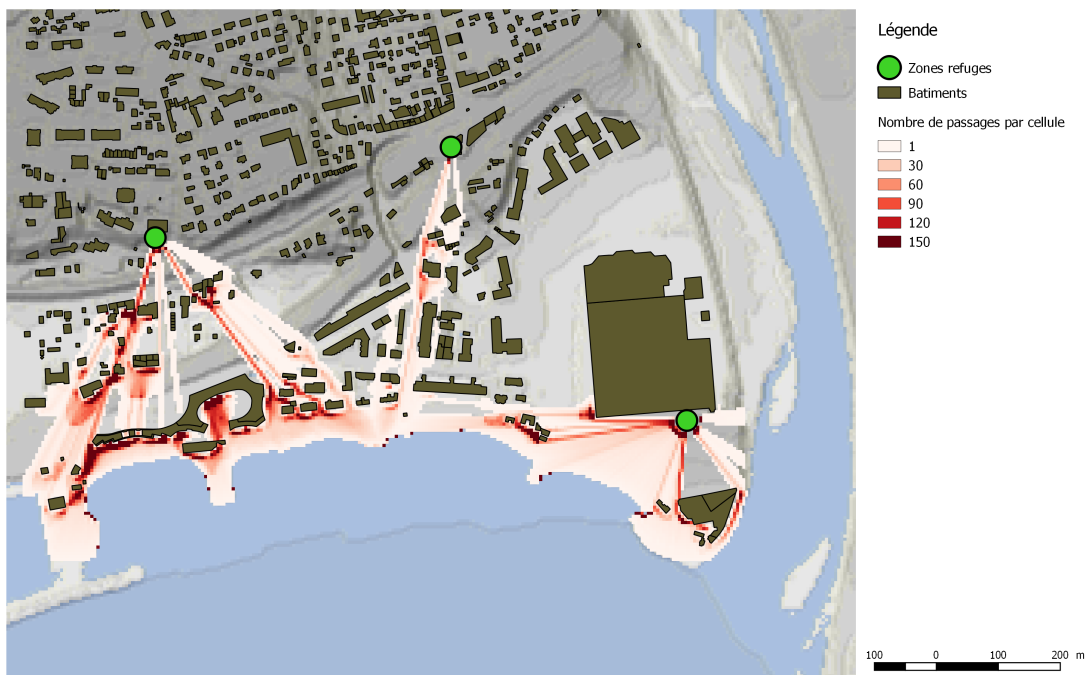 Légende
Zones refuges
Batiments
Nombre de passages par cellule
1
30
60
90
120
150
100 0 100 200 m